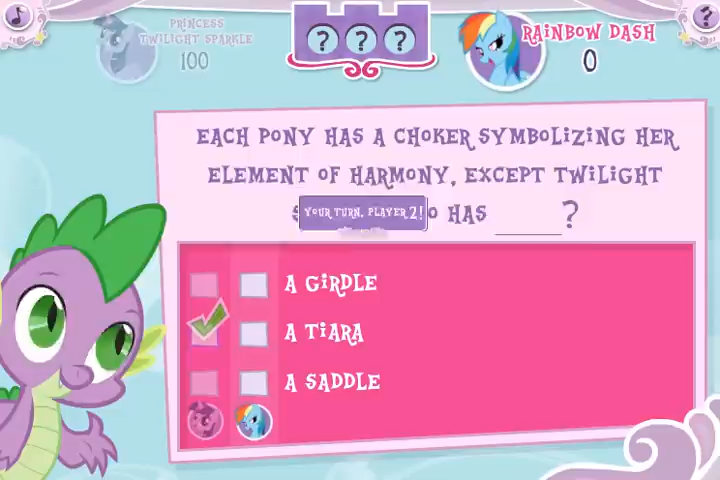 PRINCESS
TWILIGHT SPARKLE
100
? ? ?
RAINBOW DASH
0
?
EACH PONY HAS A CHOKER SYMBOLIZING HER
ELEMENT OF HARMONY, EXCEPT TWILIGHT
HAS _____?
YOUR TURN, PLAYER 2!
A GIRDLE
A TIARA
A SADDLE